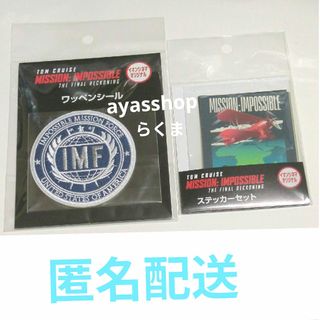 TOM CRUISE
MISSION: IMPOSSIBLE
THE FINAL RECKONING
イオンシネマ
オリジナル
ワッペンシール
IMPOSSIBLE MISSION FORCE
IMF
UNITED STATES OF AMERICA
MISSION: IMPOSSIBLE
TOM CRUISE
MISSION: IMPOSSIBLE
THE FINAL RECKONING
イオンシネマ
オリジナル
ステッカーセット
ayasshop
らくま
匿名配送